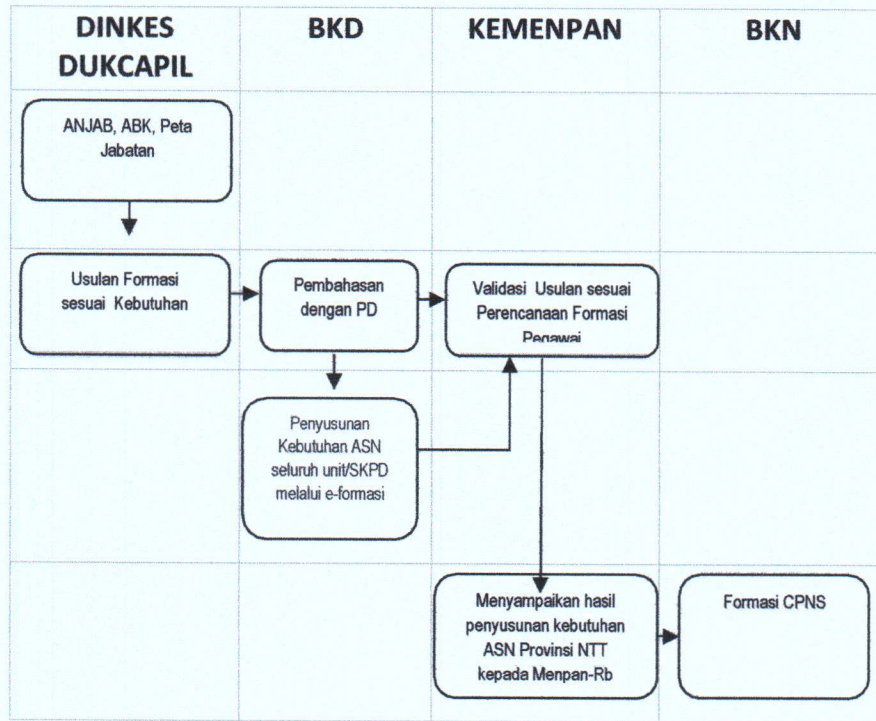 DINKES
DUKCAPIL
BKD
KEMENPAN
BKN
ANJAB, ABK, Peta
Jabatan
Usulan Formasi
sesuai Kebutuhan
Pembahasan
dengan PD
Validasi Usulan sesuai
Perencanaan Formasi
Pegawai
Penyusunan
Kebutuhan ASN
seluruh unit/SKPD
melalui e-formasi
Menyampaikan hasil
penyusunan kebutuhan
ASN Provinsi NTT
kepada Menpan-Rb
Formasi CPNS